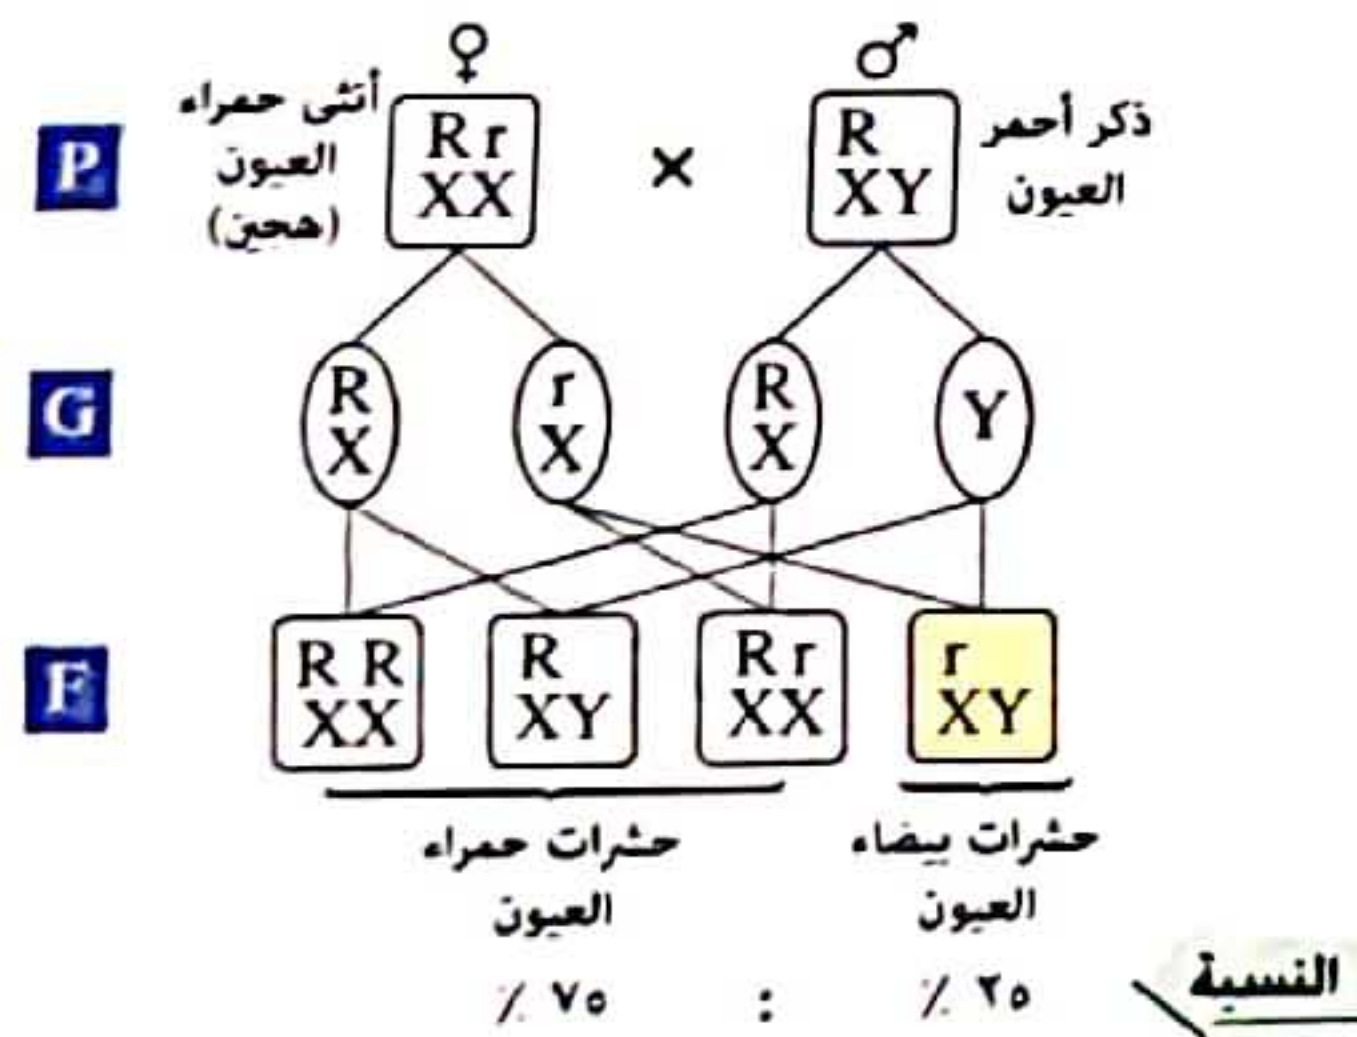 ♀ ♂
P
أنثى حمراء
العيون
(هجين)
R r
XX
×
R
XY
ذكر أحمر
العيون
G
R
X
r
X
R
X
Y
F
R R
XX
R
XY
R r
XX
r
XY
حشرات حمراء
العيون
حشرات بيضاء
العيون
النسبة
٪ ٧٥ : ٪ ٢٥